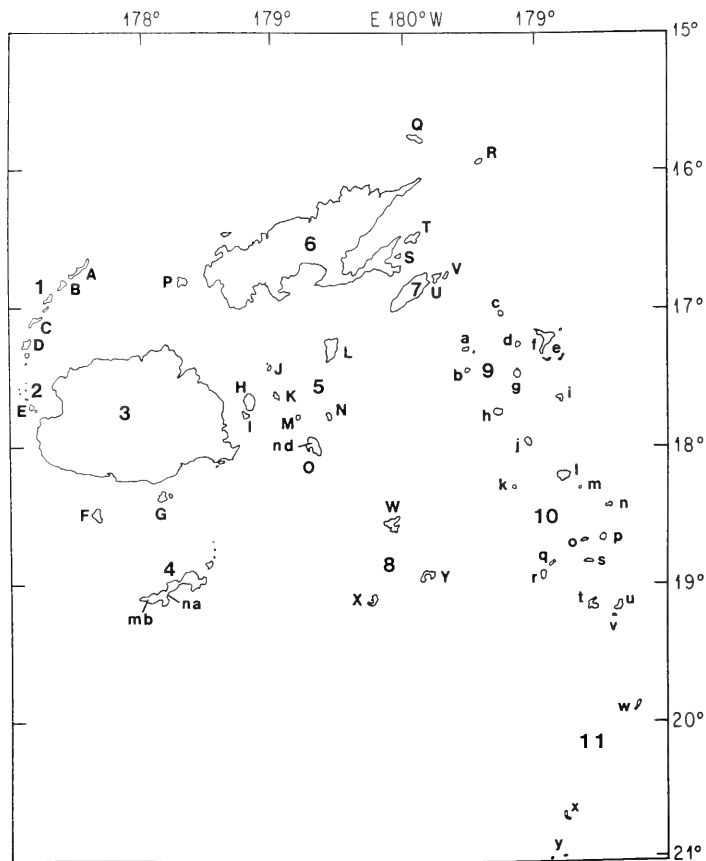 178° 179° E 180° W 179° 15°
Q
R
16°
T
6
S
A
V
P
1 B
7 U
17°
C
c
D
a d f e
L
J
b 9
g
2
H K 5
i
E 3
I M N
h
nd
j 18°
O
l
k m
F G
n
W
10
o p
4
8
q s
Y
r 19°
X
na
t u
mb
v
w 20°
11
x
y
21°